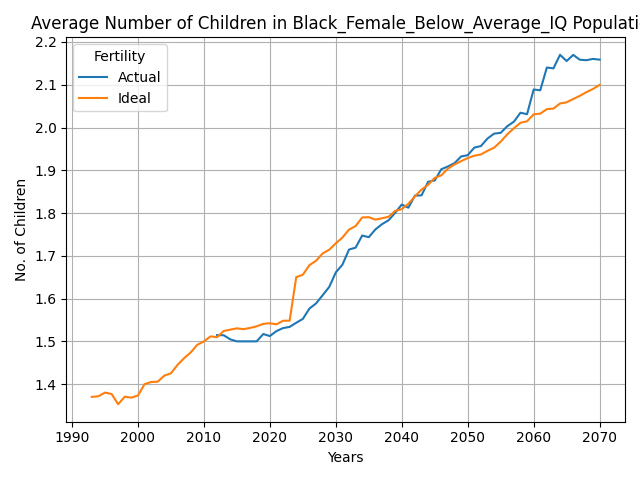 Average Number of Children in Black_Female_Below_Average_IQ Populati
2.2
2.1
2.0
1.9
1.8
1.7
1.6
1.5
1.4
No. of Children
Fertility
Actual
Ideal
1990 2000 2010 2020 2030 2040 2050 2060 2070
Years